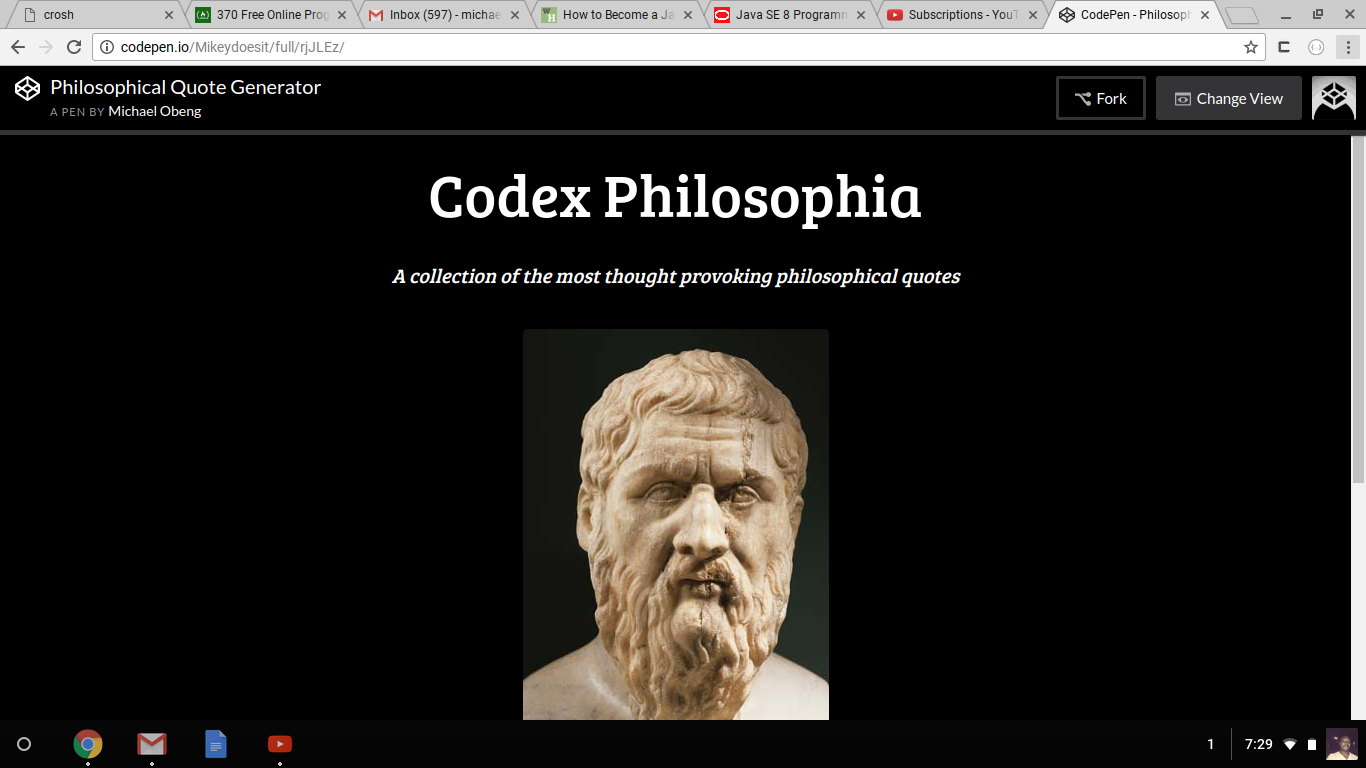 crosh
370 Free Online Prog
Inbox (597) - michae
How to Become a Ja
Java SE 8 Programm
Subscriptions - YouT
CodePen - Philosoph
codepen.io/Mikeydoesit/full/rjJLEz/
Philosophical Quote Generator
A PEN BY Michael Obeng
Fork
Change View
Codex Philosophia
A collection of the most thought provoking philosophical quotes
1
7:29